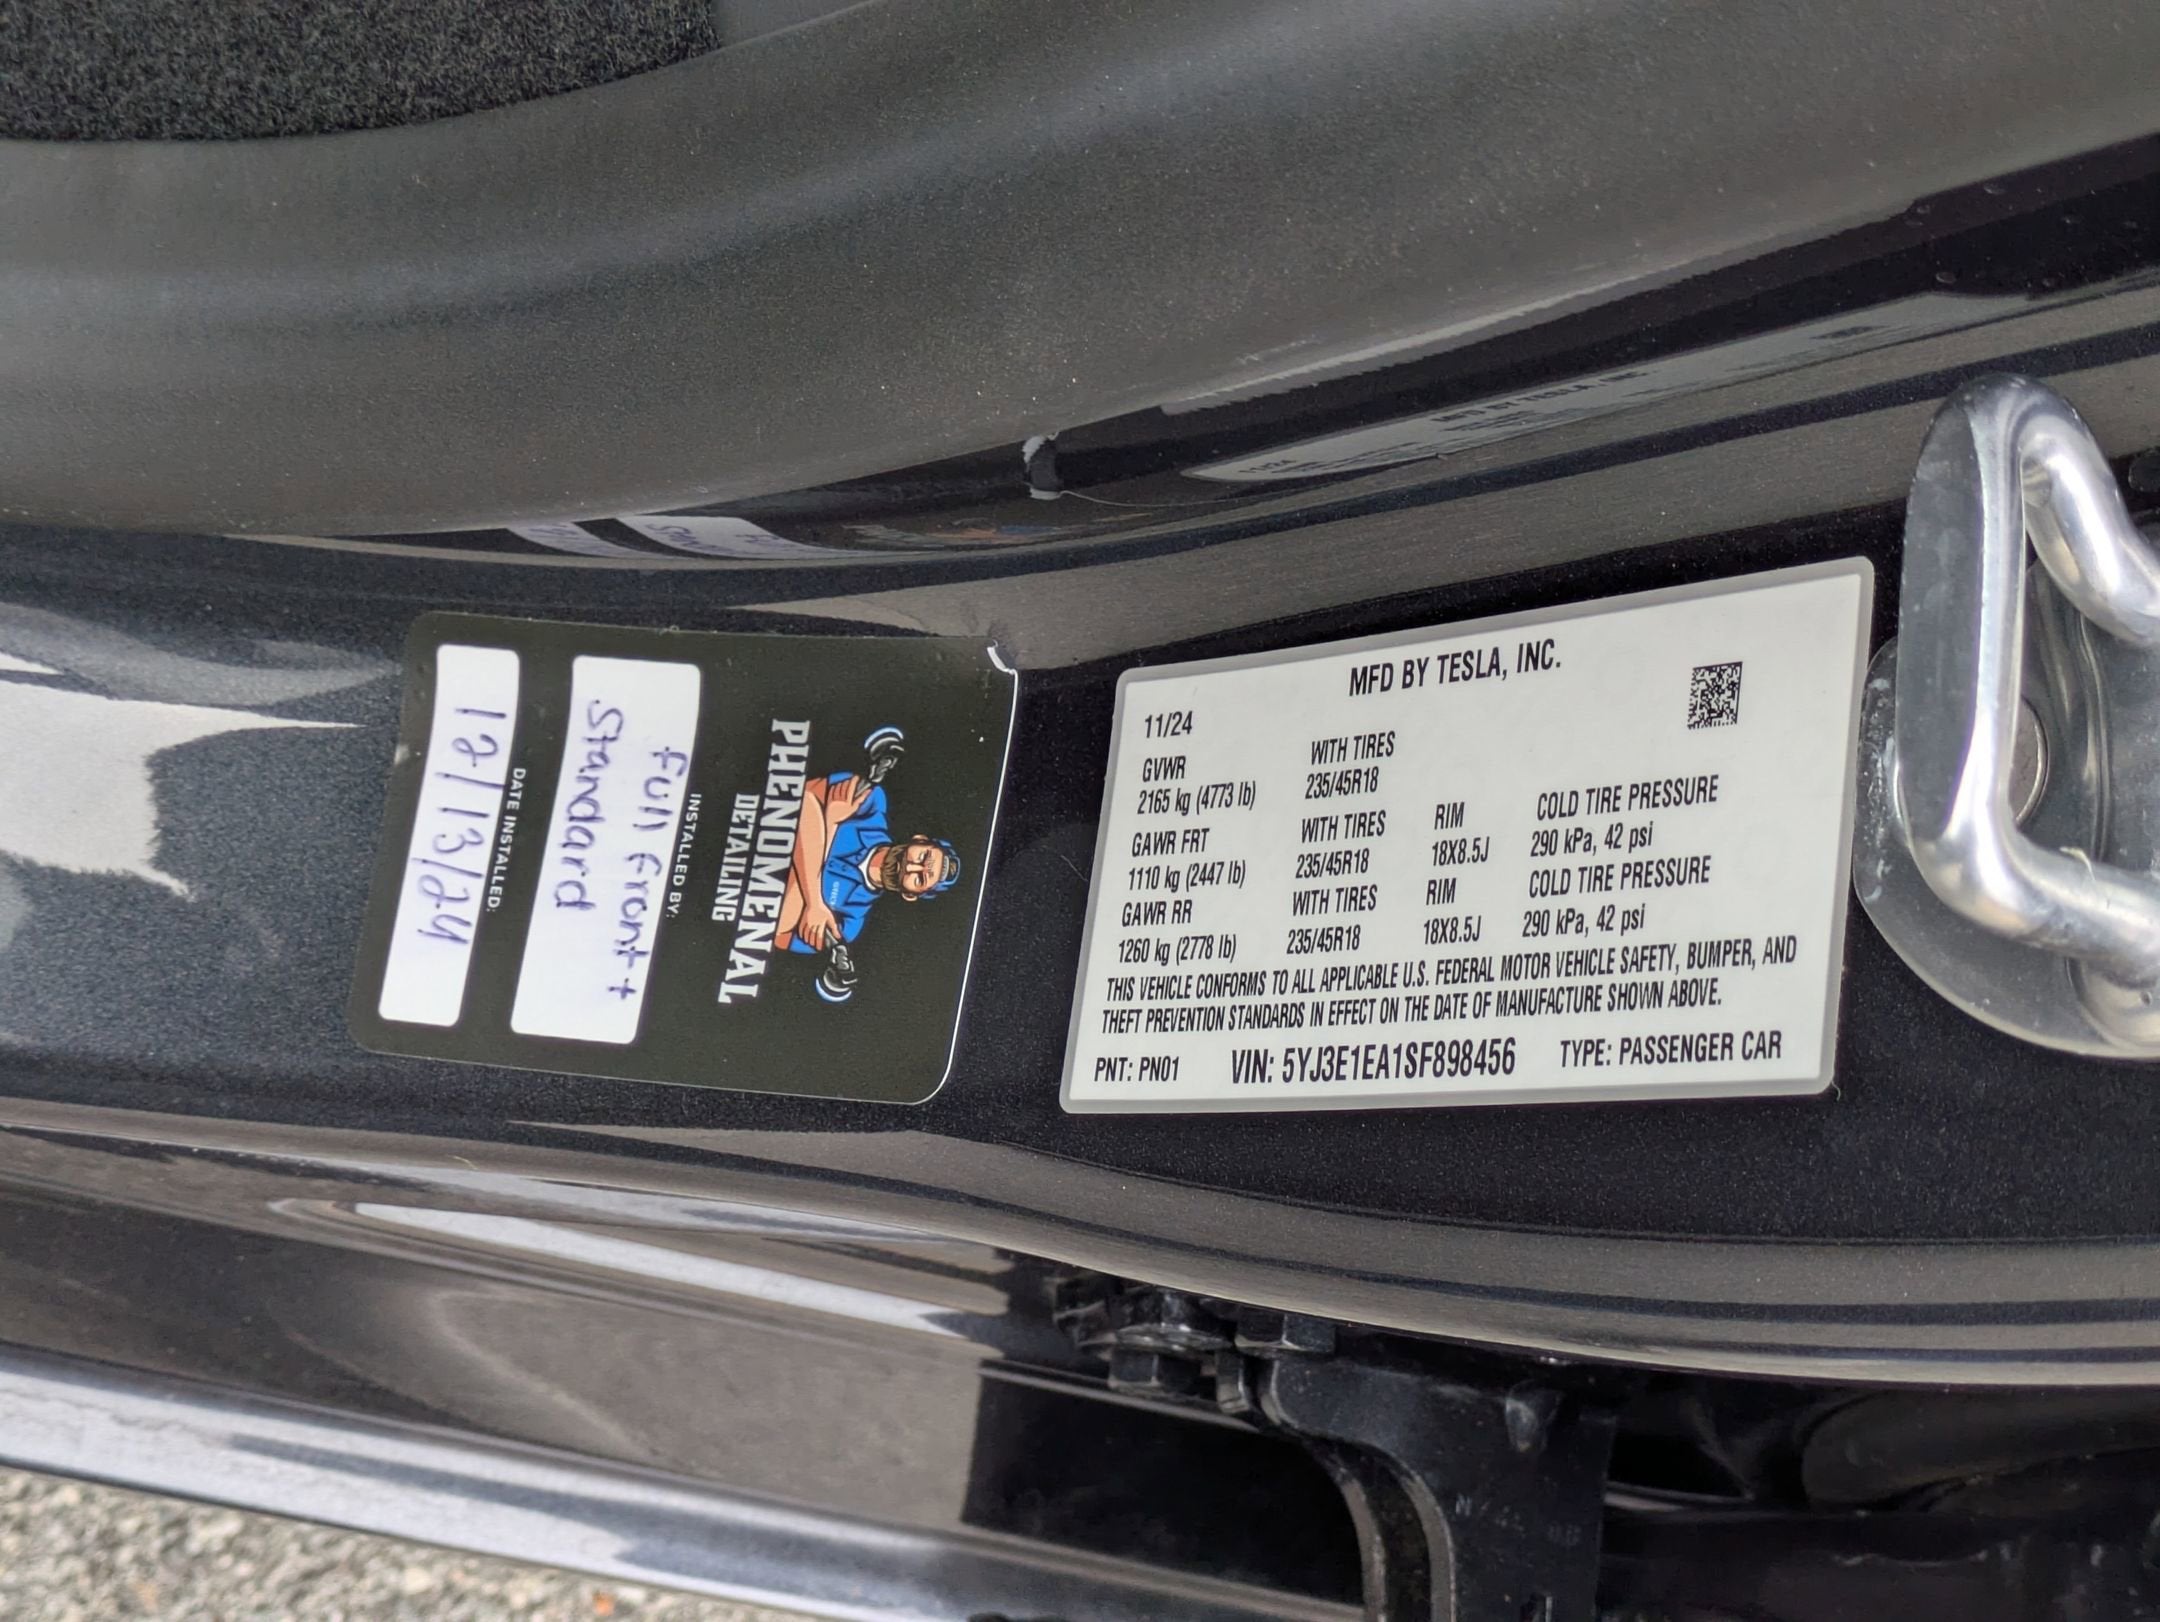 PHENOMENAL
DETAILING
INSTALLED BY:
Full front +
Standard
DATE INSTALLED:
12/13/24
MFD BY TESLA, INC.
11/24
GVWR WITH TIRES
2165 kg (4773 lb) 235/45R18
GAWR FRT WITH TIRES RIM COLD TIRE PRESSURE
1110 kg (2447 lb) 235/45R18 18X8.5J 290 kPa, 42 psi
GAWR RR WITH TIRES RIM COLD TIRE PRESSURE
1260 kg (2778 lb) 235/45R18 18X8.5J 290 kPa, 42 psi
THIS VEHICLE CONFORMS TO ALL APPLICABLE U.S. FEDERAL MOTOR VEHICLE SAFETY, BUMPER, AND
THEFT PREVENTION STANDARDS IN EFFECT ON THE DATE OF MANUFACTURE SHOWN ABOVE.
PNT: PN01 VIN: 5YJ3E1EA1SF898456 TYPE: PASSENGER CAR